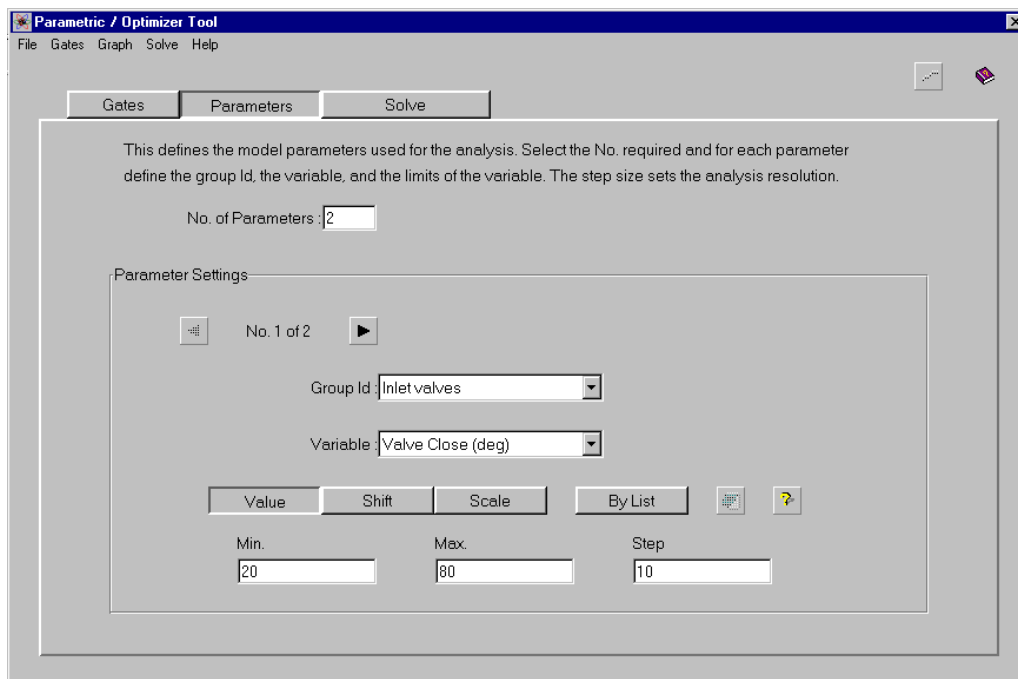 Parametric / Optimizer Tool
File Gates Graph Solve Help
Gates Parameters Solve
This defines the model parameters used for the analysis. Select the No. required and for each parameter
define the group Id, the variable, and the limits of the variable. The step size sets the analysis resolution.
No. of Parameters : 2
Parameter Settings
No. 1 of 2
Group Id : Inlet valves
Variable : Valve Close (deg)
Value Shift Scale By List
Min. Max. Step
20 80 10